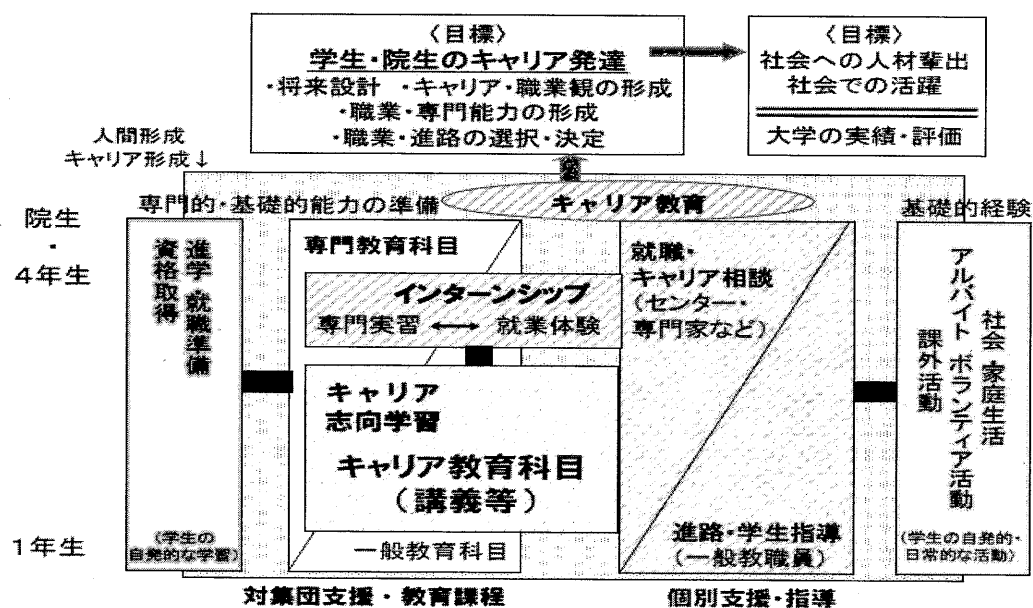 〈目標〉
学生・院生のキャリア発達
・将来設計 ・キャリア・職業観の形成
・職業・専門能力の形成
・職業・進路の選択・決定
〈目標〉
社会への人材輩出
社会での活躍
大学の実績・評価
人間形成
キャリア形成↓
専門的・基礎的能力の準備
キャリア教育
基礎的経験
院生
・
4年生
1年生
進学・就職準備
資格取得
(学生の
自発的な学習)
専門教育科目
インターンシップ
専門実習 ↔ 就業体験
キャリア
志向学習
キャリア教育科目
(講義等)
一般教育科目
就職・
キャリア相談
(センター・
専門家など)
進路・学生指導
(一般教職員)
社会・家庭生活
アルバイト ボランティア活動
課外活動
(学生の自発的・
日常的な活動)
対集団支援・教育課程
個別支援・指導